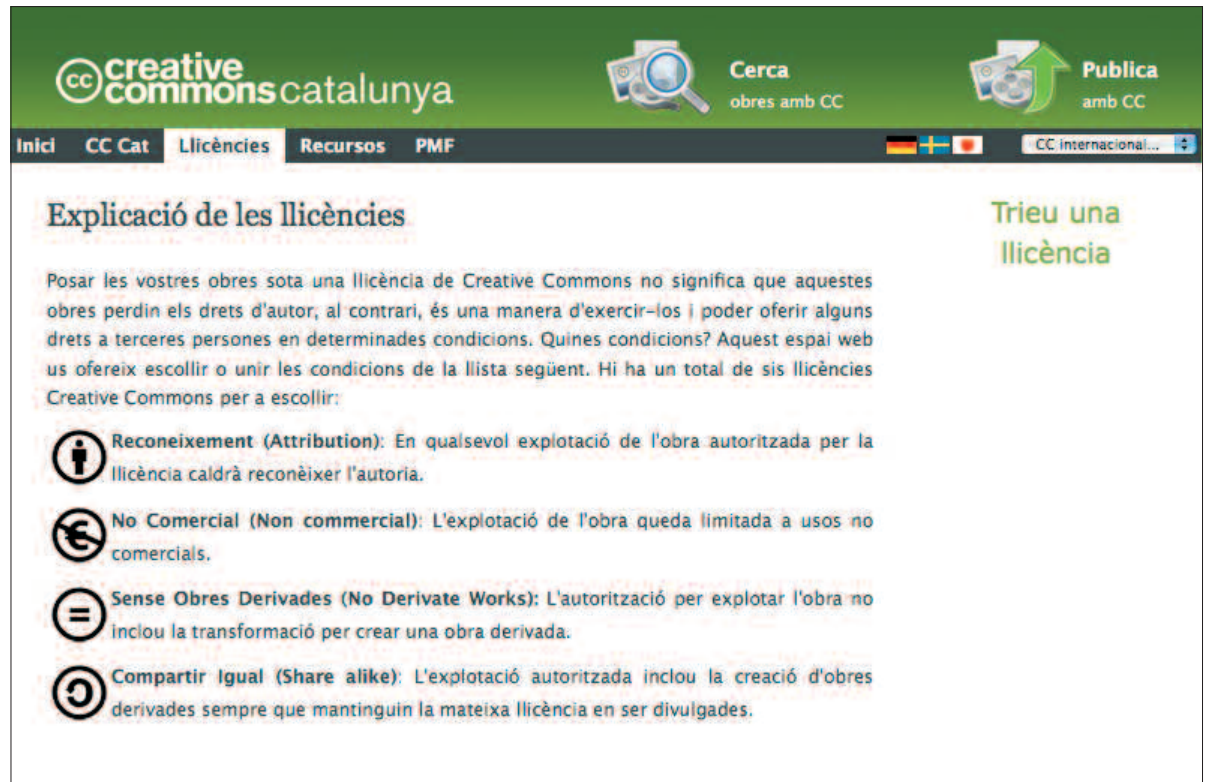 cc creative commons catalunya
Cerca
obres amb CC
Publica
amb CC
Inici CC Cat Llicències Recursos PMF
CC internacional...
Explicació de les llicències
Trieu una
llicència
Posar les vostres obres sota una llicència de Creative Commons no significa que aquestes
obres perdin els drets d'autor, al contrari, és una manera d'exercir-los i poder oferir alguns
drets a terceres persones en determinades condicions. Quines condicions? Aquest espai web
us ofereix escollir o unir les condicions de la llista següent. Hi ha un total de sis llicències
Creative Commons per a escollir:
Reconeixement (Attribution): En qualsevol explotació de l'obra autoritzada per la
llicència caldrà reconèixer l'autoria.
No Comercial (Non commercial): L'explotació de l'obra queda limitada a usos no
comercials.
Sense Obres Derivades (No Derivate Works): L'autorització per explotar l'obra no
inclou la transformació per crear una obra derivada.
Compartir Igual (Share alike): L'explotació autoritzada inclou la creació d'obres
derivades sempre que mantinguin la mateixa llicència en ser divulgades.